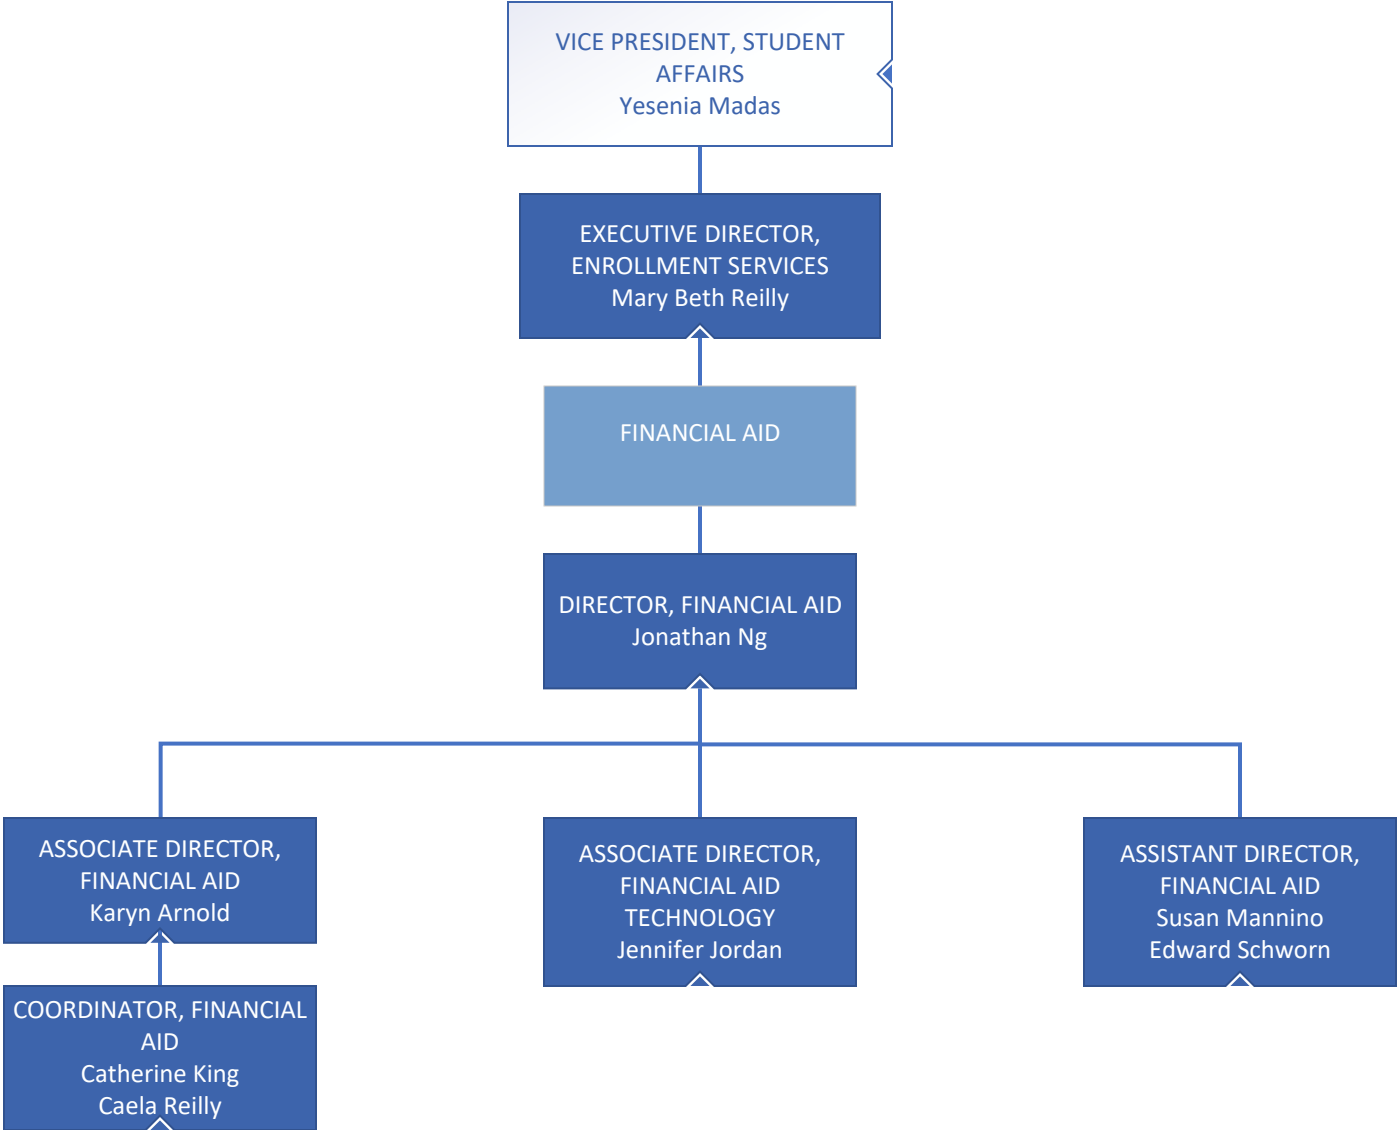 VICE PRESIDENT, STUDENT
AFFAIRS
Yesenia Madas
EXECUTIVE DIRECTOR,
ENROLLMENT SERVICES
Mary Beth Reilly
FINANCIAL AID
DIRECTOR, FINANCIAL AID
Jonathan Ng
ASSOCIATE DIRECTOR,
FINANCIAL AID
Karyn Arnold
ASSOCIATE DIRECTOR,
FINANCIAL AID
TECHNOLOGY
Jennifer Jordan
ASSISTANT DIRECTOR,
FINANCIAL AID
Susan Mannino
Edward Schworn
COORDINATOR, FINANCIAL
AID
Catherine King
Caela Reilly